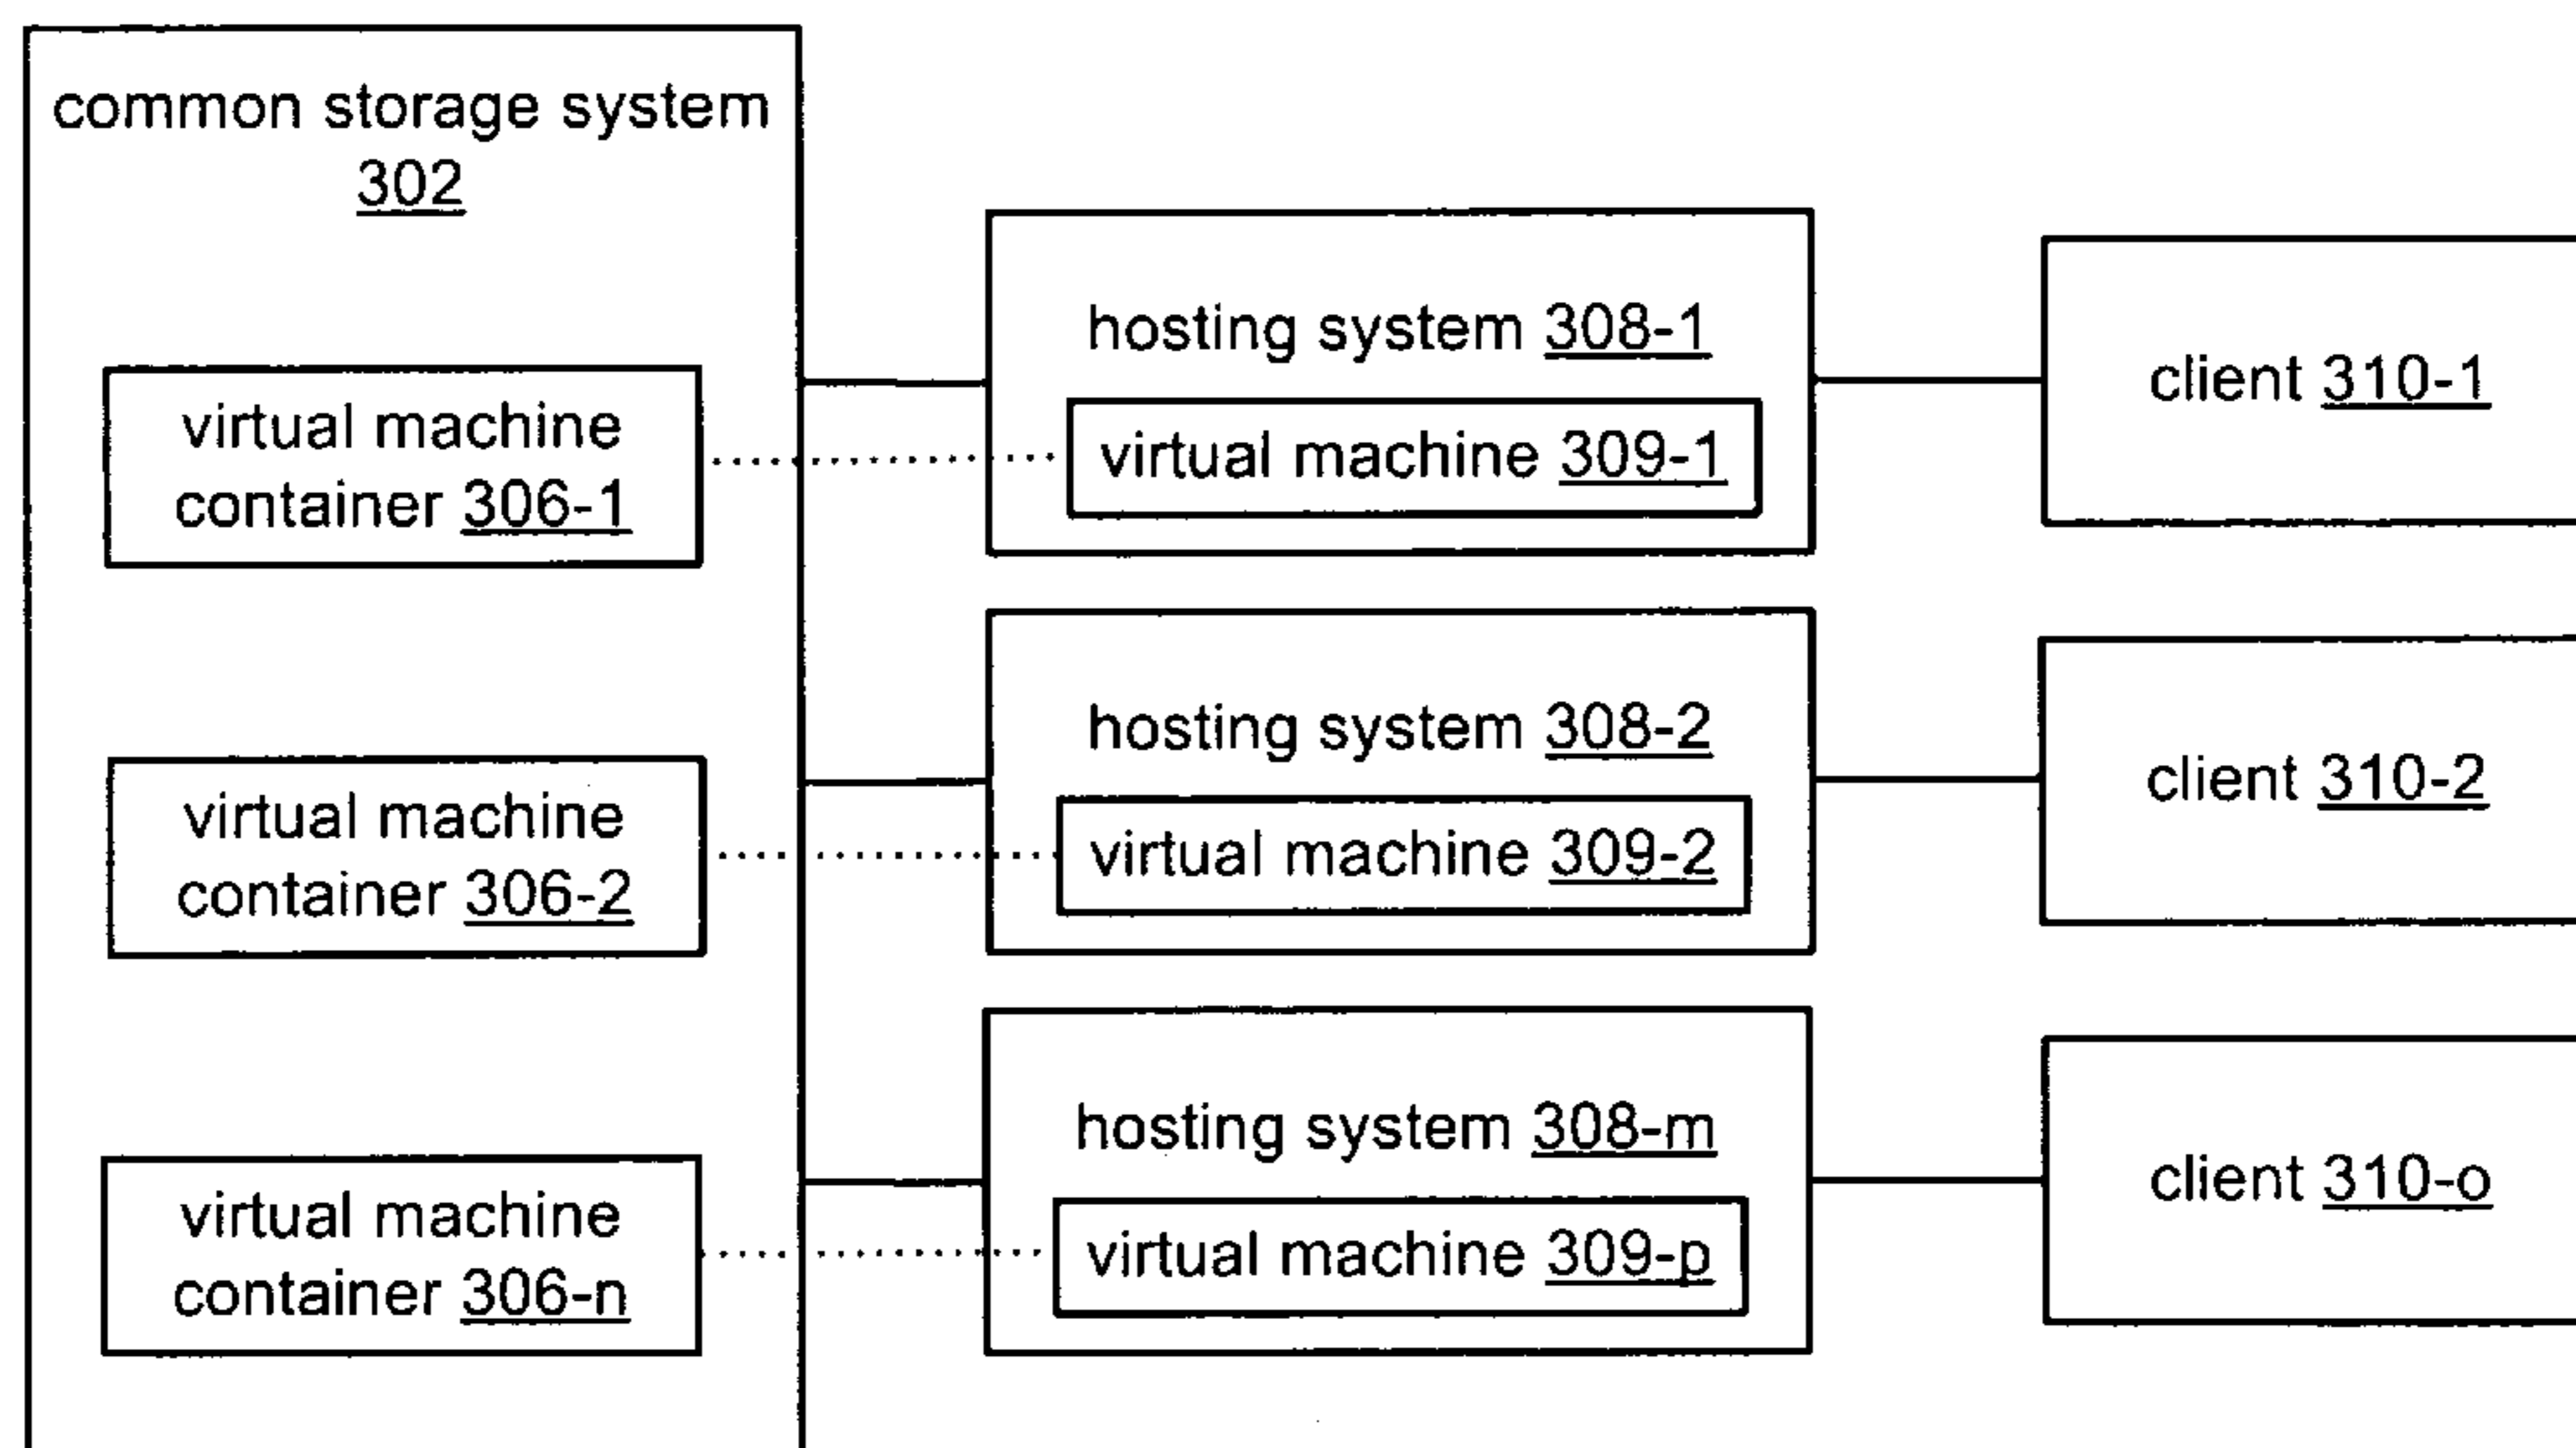 common storage system
302
virtual machine
container 306-1
virtual machine
container 306-2
virtual machine
container 306-n
hosting system 308-1
virtual machine 309-1
hosting system 308-2
virtual machine 309-2
hosting system 308-m
virtual machine 309-p
client 310-1
client 310-2
client 310-o